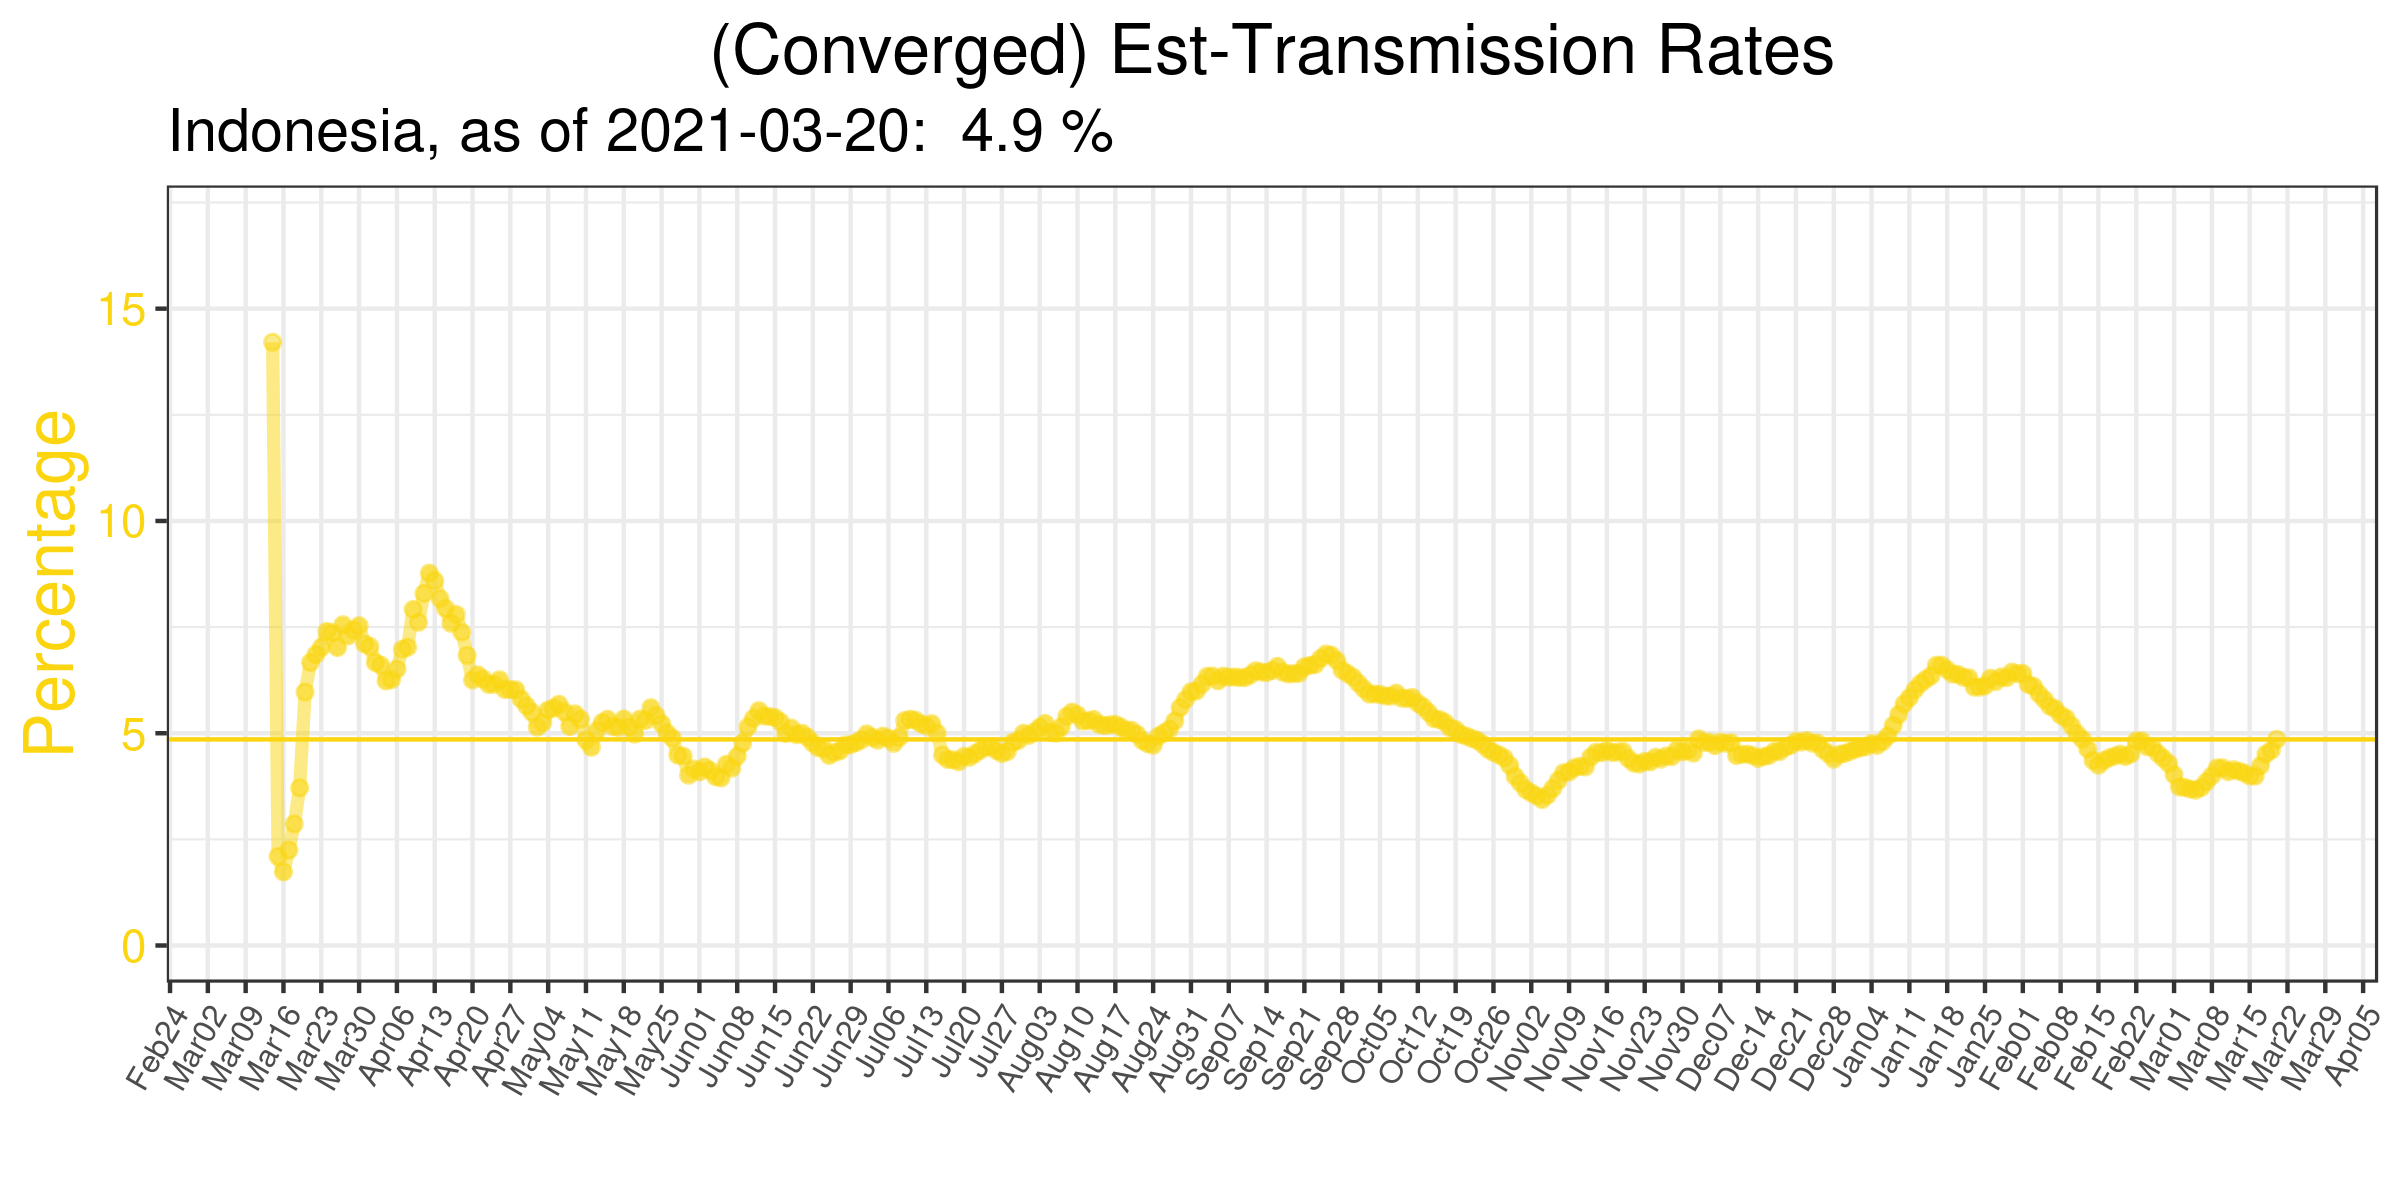 (Converged) Est-Transmission Rates
Indonesia, as of 2021-03-20:  4.9 %
Percentage
15
10
5
0
Feb24
Mar02
Mar09
Mar16
Mar23
Mar30
Apr06
Apr13
Apr20
Apr27
May04
May11
May18
May25
Jun01
Jun08
Jun15
Jun22
Jun29
Jul06
Jul13
Jul20
Jul27
Aug03
Aug10
Aug17
Aug24
Aug31
Sep07
Sep14
Sep21
Sep28
Oct05
Oct12
Oct19
Oct26
Nov02
Nov09
Nov16
Nov23
Nov30
Dec07
Dec14
Dec21
Dec28
Jan04
Jan11
Jan18
Jan25
Feb01
Feb08
Feb15
Feb22
Mar01
Mar08
Mar15
Mar22
Mar29
Apr05